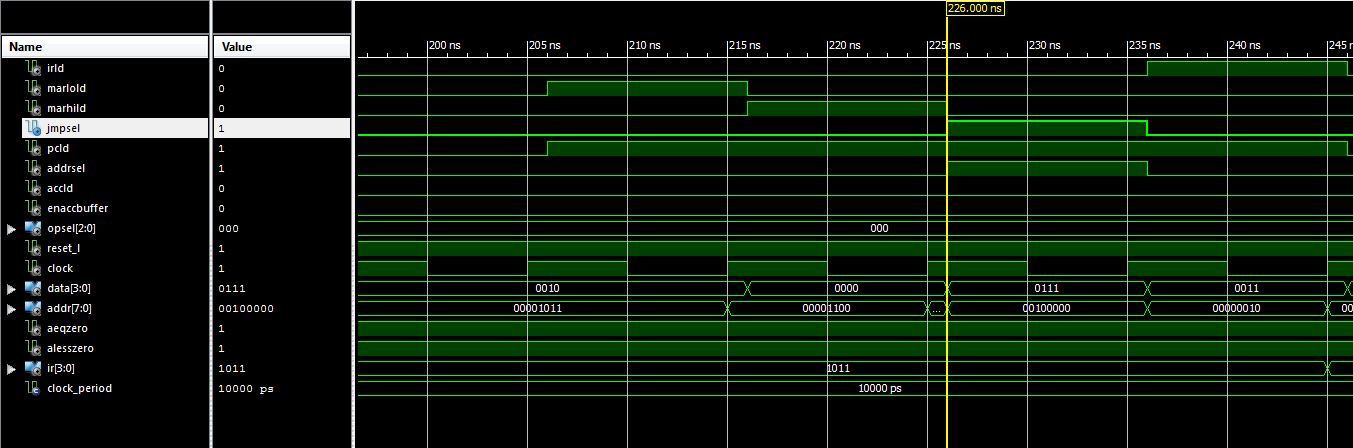 226.000 ns
Name Value 200 ns 205 ns 210 ns 215 ns 220 ns 225 ns 230 ns 235 ns 240 ns 245 n
irld 0
marlold 0
marhild 0
jmpsel 1
pcld 1
addrsel 1
accld 0
enaccbuffer 0
opsel[2:0] 000 000
reset_l 1
clock 1
data[3:0] 0111 0010 0000 0111 0011
addr[7:0] 00100000 00001011 00001100 ... 00100000 00000010 00
aeqzero 1
alesszero 1
ir[3:0] 1011 1011
clock_period 10000 ps 10000 ps